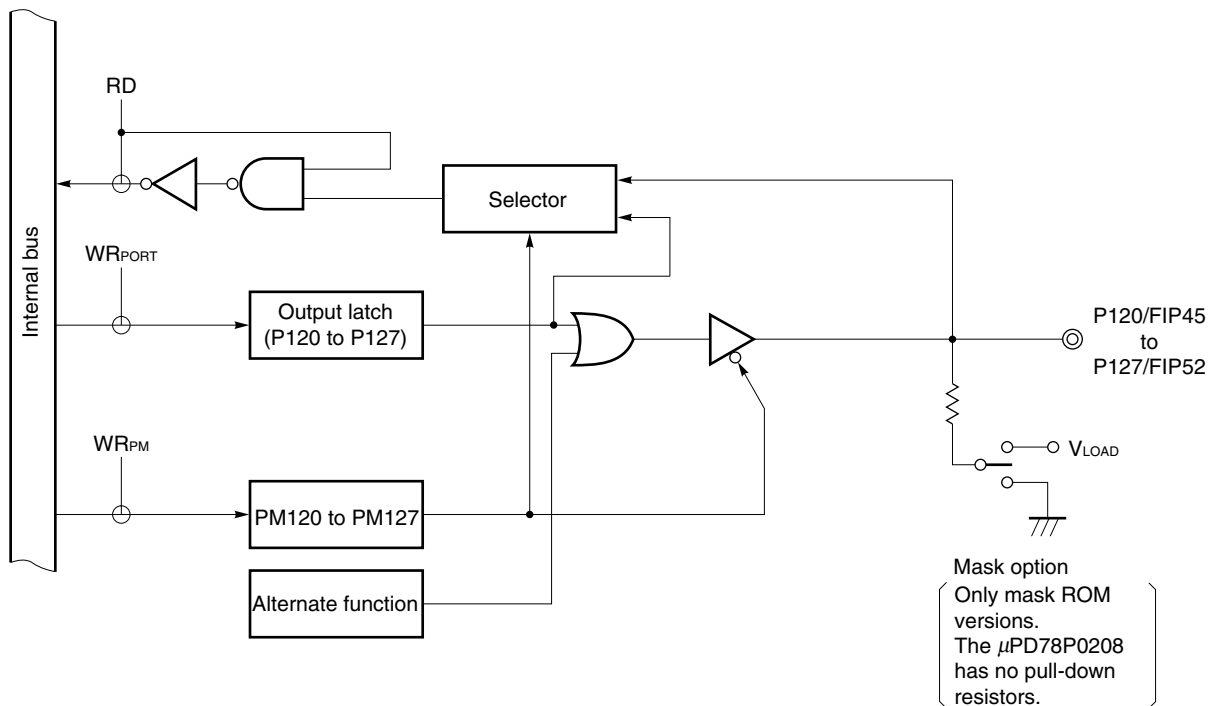 RD
Internal bus
Selector
WRPORT
Output latch
(P120 to P127)
P120/FIP45
to
P127/FIP52
WRPM
VLOAD
PM120 to PM127
Alternate function
Mask option
Only mask ROM
versions.
The μPD78P0208
has no pull-down
resistors.